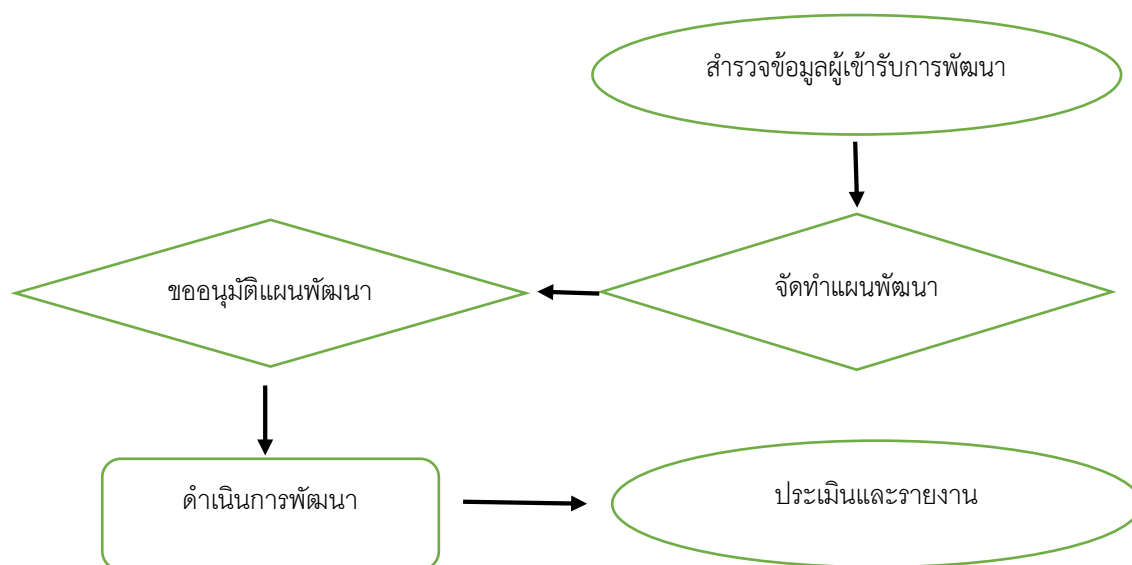 สำรวจข้อมูลผู้เข้ารับการพัฒนา
จัดทำแผนพัฒนา
ขออนุมัติแผนพัฒนา
ดำเนินการพัฒนา
ประเมินและรายงาน